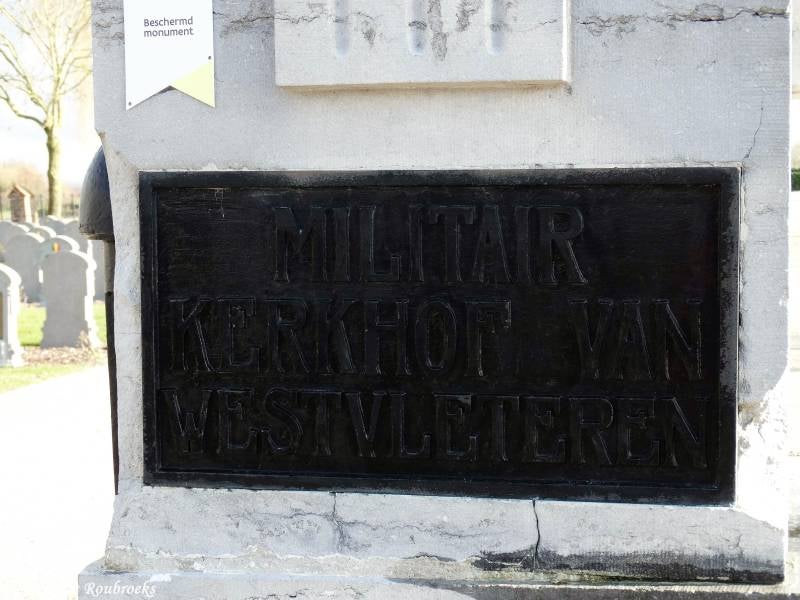 Beschermd
monument
MILITAIR
KERKHOF VAN
WESTVLETEREN
Roubroeks